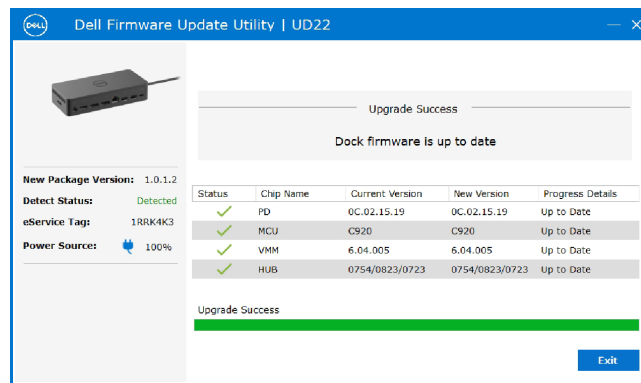 DELL
Dell Firmware Update Utility | UD22
Upgrade Success
Dock firmware is up to date
New Package Version: 1.0.1.2
Detect Status: Detected
eService Tag: 1RRK4K3
Power Source: 100%
Status Chip Name Current Version New Version Progress Details
PD 0C.02.15.19 0C.02.15.19 Up to Date
MCU C920 C920 Up to Date
VMM 6.04.005 6.04.005 Up to Date
HUB 0754/0823/0723 0754/0823/0723 Up to Date
Upgrade Success
Exit